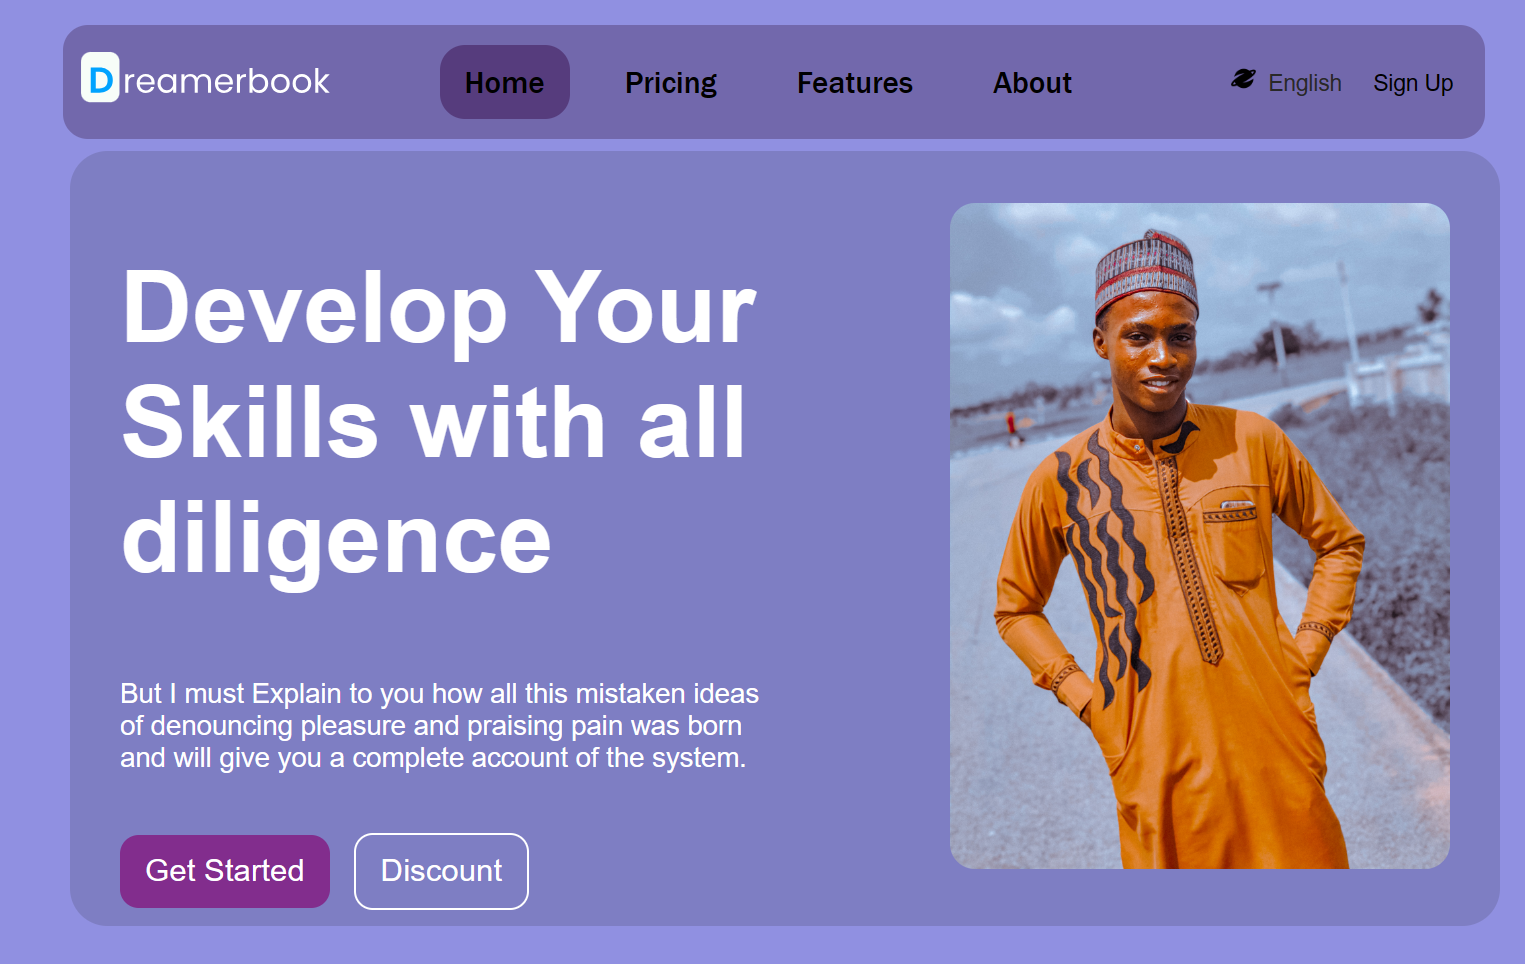 Dreamerbook
Home Pricing Features About
English Sign Up
Develop Your
Skills with all
diligence
But I must Explain to you how all this mistaken ideas
of denouncing pleasure and praising pain was born
and will give you a complete account of the system.
Get Started Discount